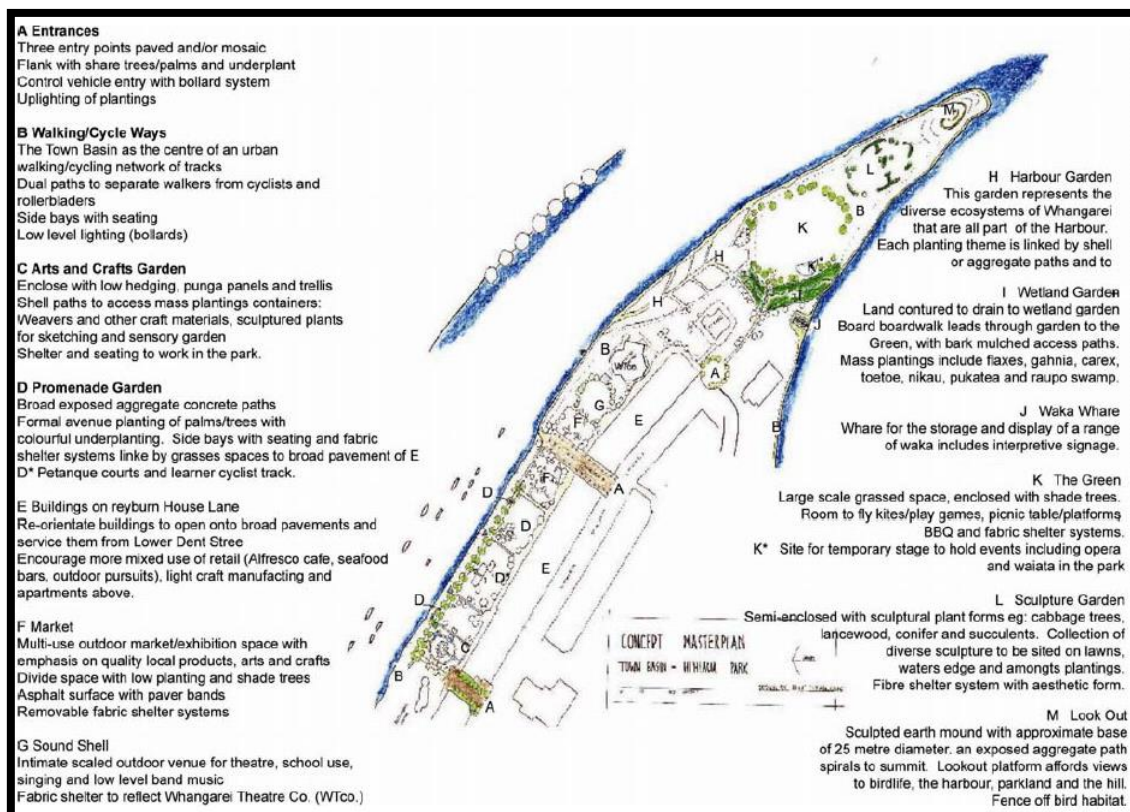 A Entrances
Three entry points paved and/or mosaic
Flank with share trees/palms and underplant
Control vehicle entry with bollard system
Uplighting of plantings
B Walking/Cycle Ways
The Town Basin as the centre of an urban
walking/cycling network of tracks
Dual paths to separate walkers from cyclists and
rollerbladers
Side bays with seating
Low level lighting (bollards)
C Arts and Crafts Garden
Enclose with low hedging, punga panels and trellis
Shell paths to access mass plantings containers:
Weavers and other craft materials, sculptured plants
for sketching and sensory garden
Shelter and seating to work in the park.
D Promenade Garden
Broad exposed aggregate concrete paths
Formal avenue planting of palms/trees with
colourful underplanting. Side bays with seating and fabric
shelter systems linke by grasses spaces to broad pavement of E
D* Petanque courts and learner cyclist track.
E Buildings on reyburn House Lane
Re-orientate buildings to open onto broad pavements and
service them from Lower Dent Stree
Encourage more mixed use of retail (Alfresco cafe, seafood
bars, outdoor pursuits), light craft manufacting and
apartments above.
F Market
Multi-use outdoor market/exhibition space with
emphasis on quality local products, arts and crafts
Divide space with low planting and shade trees
Asphalt surface with paver bands
Removable fabric shelter systems
G Sound Shell
Intimate scaled outdoor venue for theatre, school use,
singing and low level band music
Fabric shelter to reflect Whangarei Theatre Co. (WTco.)
M
L
B
K
K*
H
I
H
J
B
WTco.
A
G
E
F
B
F
A
D
D
E
D*
D
C
B
A
CONCEPT MASTERPLAN
TOWN BASIN - HIHIAUA PARK
H Harbour Garden
This garden represents the
diverse ecosystems of Whangarei
that are all part of the Harbour.
Each planting theme is linked by shell
or aggregate paths and to
I Wetland Garden
Land contured to drain to wetland garden
Board boardwalk leads through garden to the
Green, with bark mulched access paths.
Mass plantings include flaxes, gahnia, carex,
toetoe, nikau, pukatea and raupo swamp.
J Waka Whare
Whare for the storage and display of a range
of waka includes interpretive signage.
K The Green
Large scale grassed space, enclosed with shade trees.
Room to fly kites/play games, picnic table/platforms
BBQ and fabric shelter systems.
K* Site for temporary stage to hold events including opera
and waiata in the park
L Sculpture Garden
Semi-enclosed with sculptural plant forms eg: cabbage trees,
lancewood, conifer and succulents. Collection of
diverse sculpture to be sited on lawns,
waters edge and amongts plantings.
Fibre shelter system with aesthetic form.
M Look Out
Sculpted earth mound with approximate base
of 25 metre diameter. an exposed aggregate path
spirals to summit. Lookout platform affords views
to birdlife, the harbour, parkland and the hill.
Fence off bird habitat.